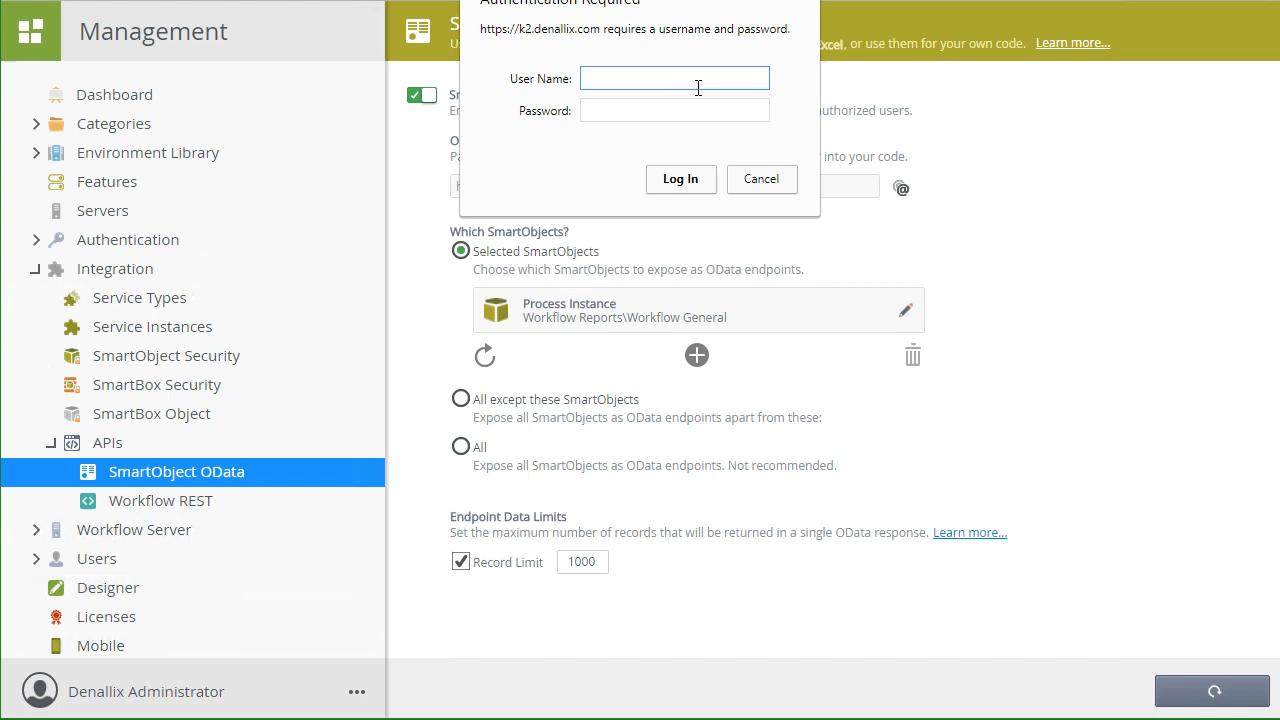 Management
Dashboard
Categories
Environment Library
Features
Servers
Authentication
Integration
Service Types
Service Instances
SmartObject Security
SmartBox Security
SmartBox Object
APIs
SmartObject OData
Workflow REST
Workflow Server
Users
Designer
Licenses
Mobile
Denallix Administrator
Authentication Required
https://k2.denallix.com requires a username and password.
User Name:
Password:
Log In
Cancel
Excel, or use them for your own code. Learn more...
authorized users.
into your code.
Which SmartObjects?
Selected SmartObjects
Choose which SmartObjects to expose as OData endpoints.
Process Instance
Workflow Reports\Workflow General
All except these SmartObjects
Expose all SmartObjects as OData endpoints apart from these:
All
Expose all SmartObjects as OData endpoints. Not recommended.
Endpoint Data Limits
Set the maximum number of records that will be returned in a single OData response. Learn more...
Record Limit 1000